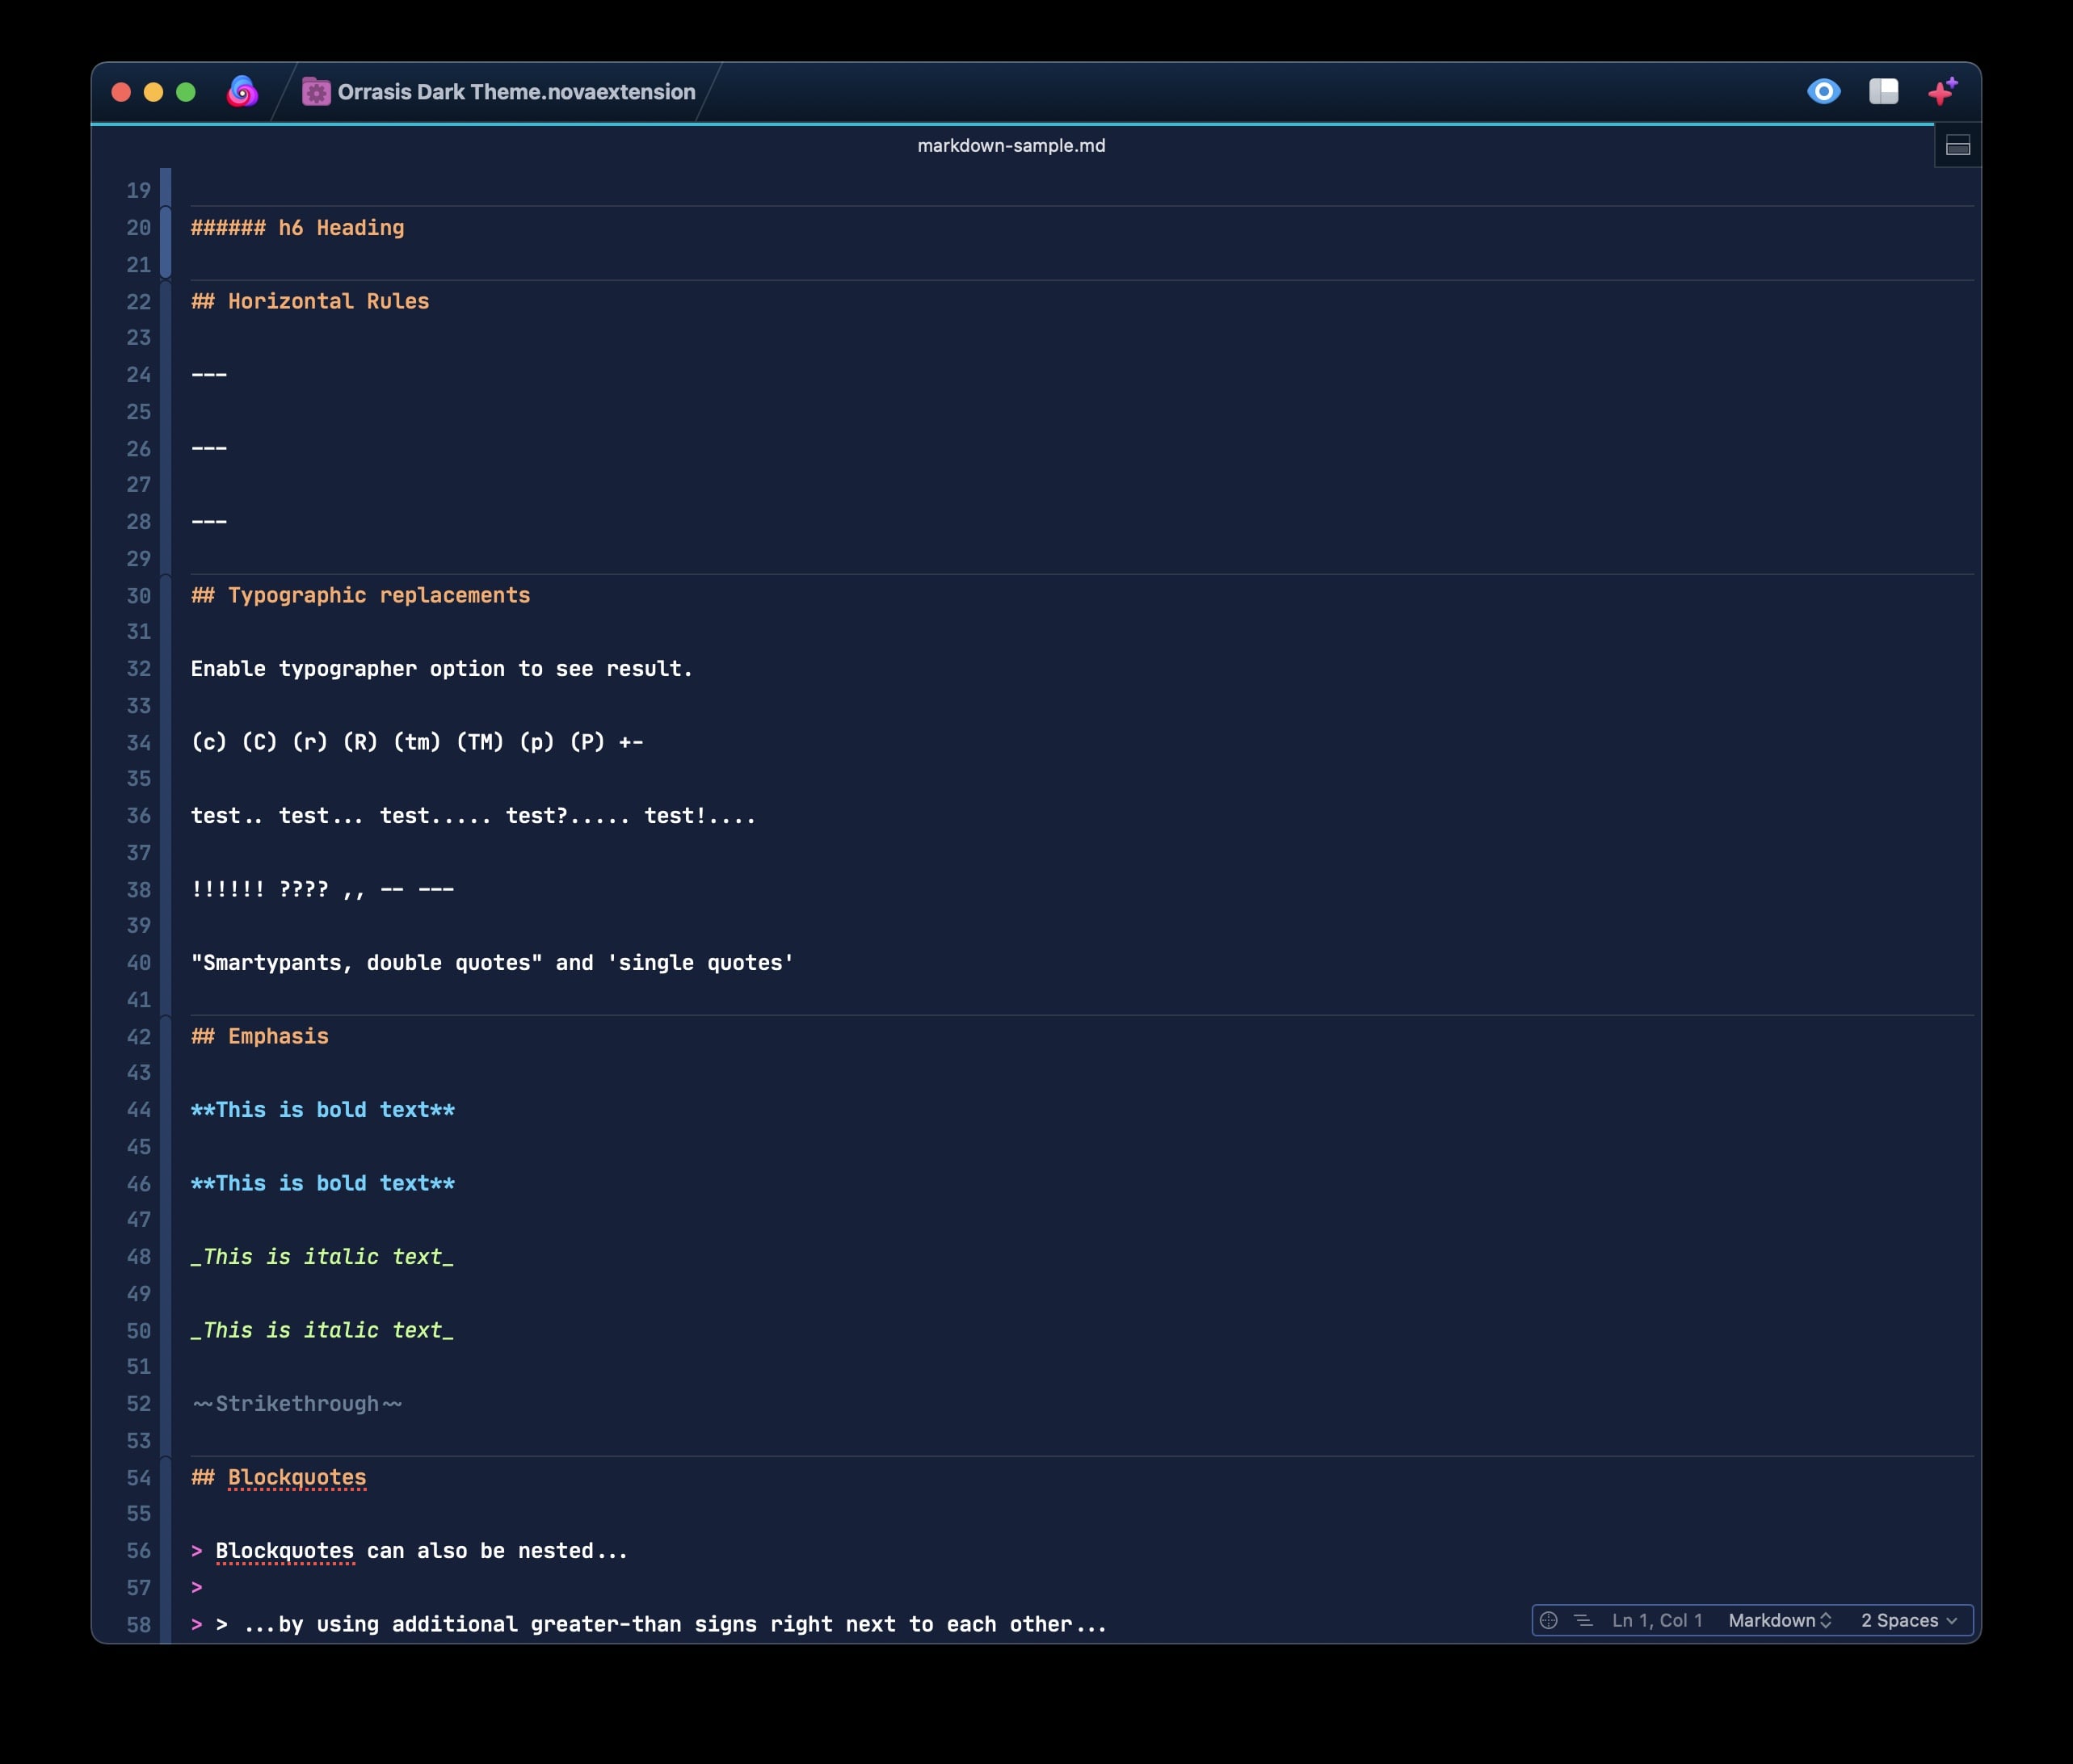 Orrasis Dark Theme.novaextension
markdown-sample.md
19
20 ###### h6 Heading
21
22 ## Horizontal Rules
23
24 ---
25
26 ---
27
28 ---
29
30 ## Typographic replacements
31
32 Enable typographer option to see result.
33
34 (c) (C) (r) (R) (tm) (TM) (p) (P) +-
35
36 test.. test... test..... test?..... test!....
37
38 !!!!!! ???? ,, -- ---
39
40 "Smartypants, double quotes" and 'single quotes'
41
42 ## Emphasis
43
44 **This is bold text**
45
46 **This is bold text**
47
48 _This is italic text_
49
50 _This is italic text_
51
52 ~~Strikethrough~~
53
54 ## Blockquotes
55
56 > Blockquotes can also be nested...
57 >
58 > > ...by using additional greater-than signs right next to each other...
Ln 1, Col 1 Markdown 2 Spaces